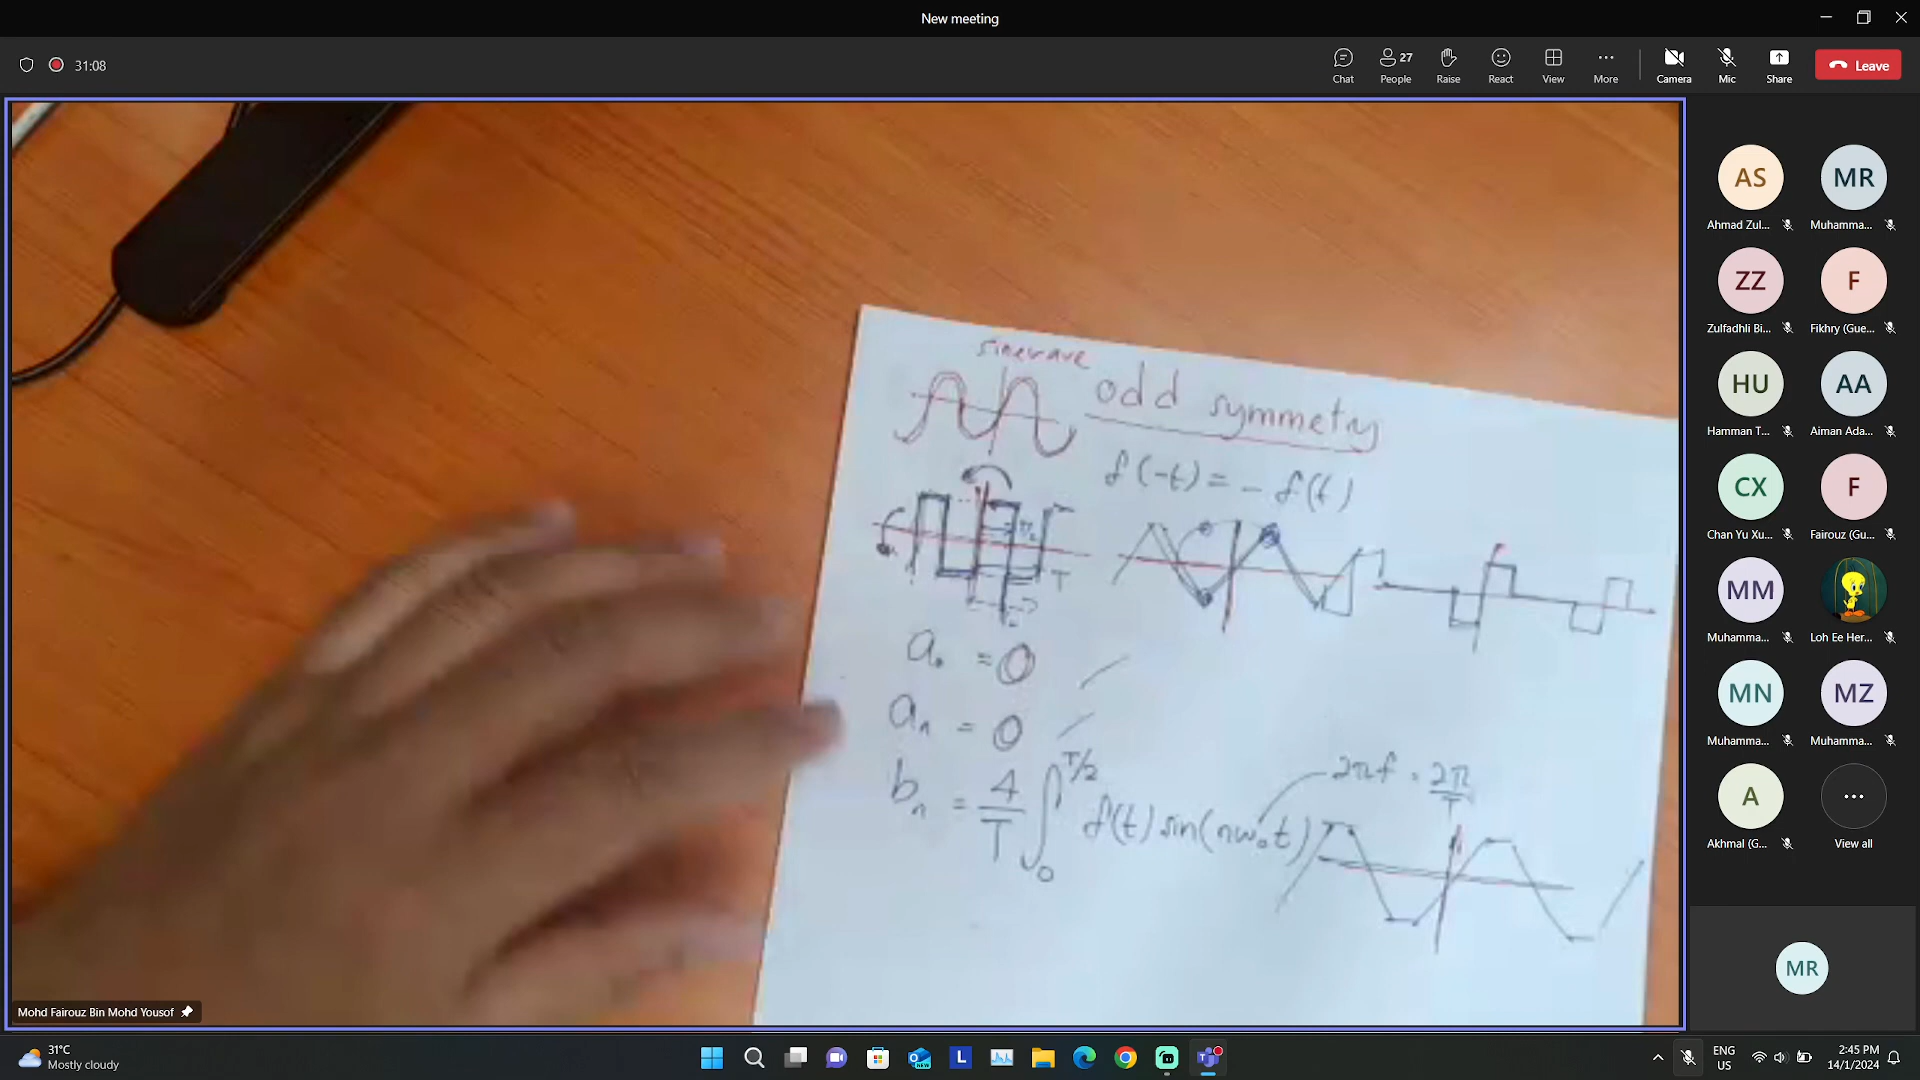 New meeting
31:08
Chat
People
27
Raise
React
View
More
Camera
Mic
Share
Leave
sinewave
odd symmetry
f(-t) = - f(t)
T
a₀ = 0
aₙ = 0
bₙ = 4/T ∫₀^T/2 f(t) sin(nω₀t)
2πf = 2π/T
AS
Ahmad Zul...
MR
Muhamma...
ZZ
Zulfadhli Bi...
F
Fikhry (Gue...
HU
Hamman T...
AA
Aiman Ada...
CX
Chan Yu Xu...
F
Fairouz (Gu...
MM
Muhamma...
Loh Ee Her...
MN
Muhamma...
MZ
Muhamma...
A
Akhmal (G...
...
View all
MR
Mohd Fairouz Bin Mohd Yousof
31°C
Mostly cloudy
NEW
L
ENG
US
2:45 PM
14/1/2024